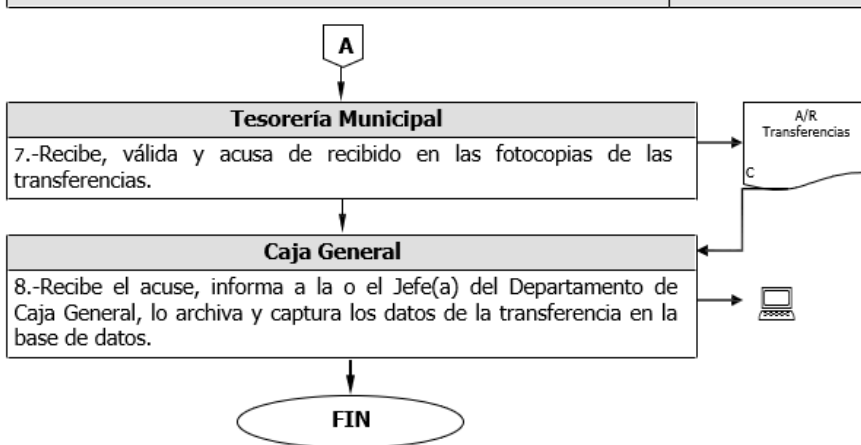 A
Tesorería Municipal
7.-Recibe, válida y acusa de recibido en las fotocopias de las
transferencias.
A/R
Transferencias
C
Caja General
8.-Recibe el acuse, informa a la o el Jefe(a) del Departamento de
Caja General, lo archiva y captura los datos de la transferencia en la
base de datos.
FIN